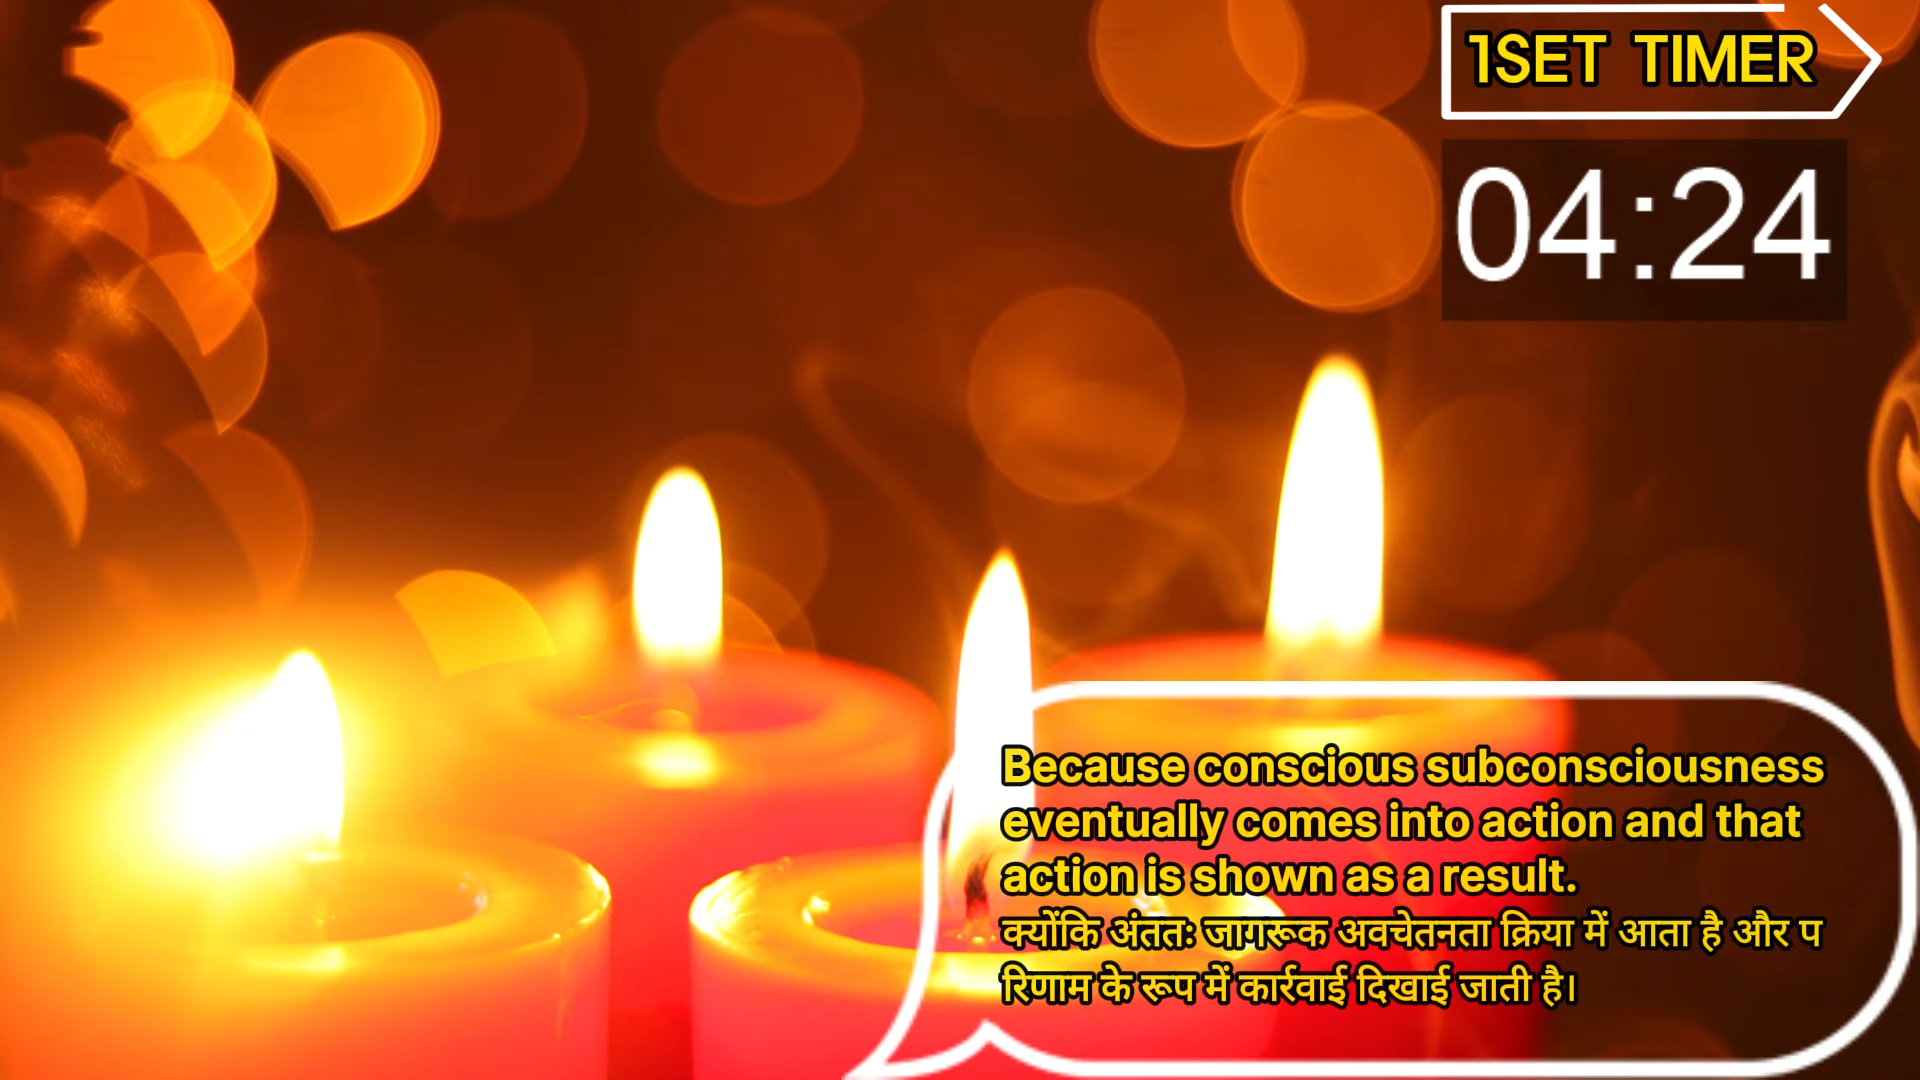 1SET TIMER
04:24
Because conscious subconsciousness
eventually comes into action and that
action is shown as a result.
क्योंकि अंततः जागरूक अवचेतनता क्रिया में आता है और प
रिणाम के रूप में कार्रवाई दिखाई जाती है।